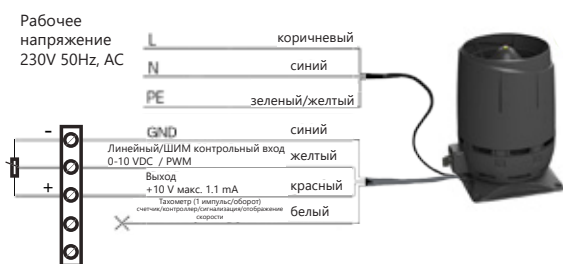 Рабочее
напряжение
230V 50Hz, AC
L коричневый
N синий
PE зеленый/желтый
- GND синий
Линейный/ШИМ контрольный вход
0-10 VDC / PWM
желтый
Выход
+ +10 V макс. 1.1 mA
красный
Тахометр (1 импульс/оборот)
счетчик/контроллер/сигнализация/отображение
скорости
белый